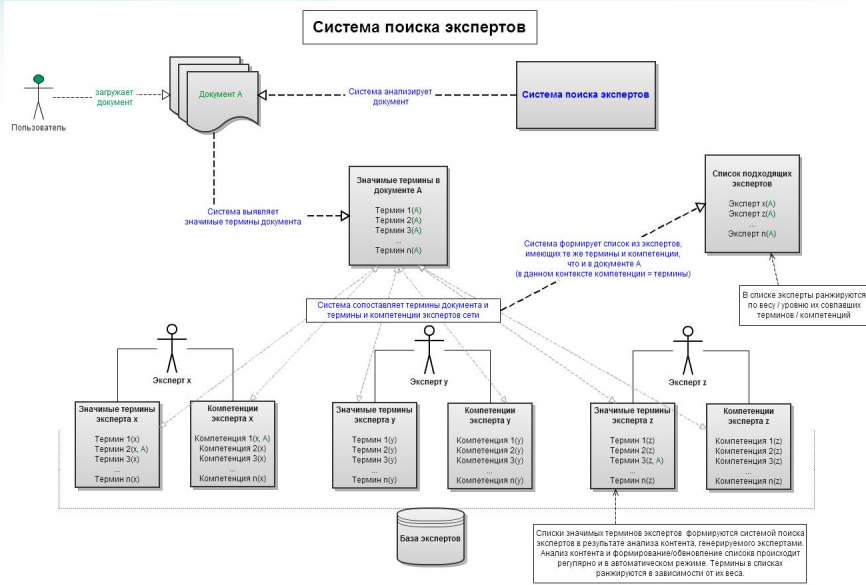 Система поиска экспертов
загружает
документ
Документ А
Система анализирует
документ
Система поиска экспертов
Пользователь
Значимые термины в
документе А
Термин 1(А)
Термин 2(А)
Термин 3(А)
...
Термин n(А)
Список подходящих
экспертов
Эксперт x(А)
Эксперт z(А)
...
Эксперт n(А)
Система выявляет
значимые термины документа
Система формирует список из экспертов,
имеющих те же термины и компетенции,
что и в документе А
(в данном контексте компетенции = термины)
В списке эксперты ранжируются
по весу / уровню их совпавших
терминов / компетенций
Система сопоставляет термины документа и
термины и компетенции экспертов сети
Эксперт x
Эксперт y
Эксперт z
Значимые термины
эксперта x
Термин 1(x)
Термин 2(x, А)
Термин 3(x)
...
Термин n(x)
Компетенции
эксперта x
Компетенция 1(x, А)
Компетенция 2(x)
Компетенция 3(x)
...
Компетенция n(x)
Значимые термины
эксперта y
Термин 1(y)
Термин 2(y)
Термин 3(y)
...
Термин n(y)
Компетенции
эксперта y
Компетенция 1(y)
Компетенция 2(y)
Компетенция 3(y)
...
Компетенция n(y)
Значимые термины
эксперта z
Термин 1(z)
Термин 2(z)
Термин 3(z, А)
...
Термин n(z)
Компетенции
эксперта z
Компетенция 1(z)
Компетенция 2(z)
Компетенция 3(z)
...
Компетенция n(z)
База экспертов
Списки значимых терминов экспертов формируются системой поиска
экспертов в результате анализа контента, генерируемого экспертами.
Анализ контента и формирование/обновление списков происходит
регулярно и в автоматическом режиме. Термины в списках
ранжируются в зависимости от их веса.